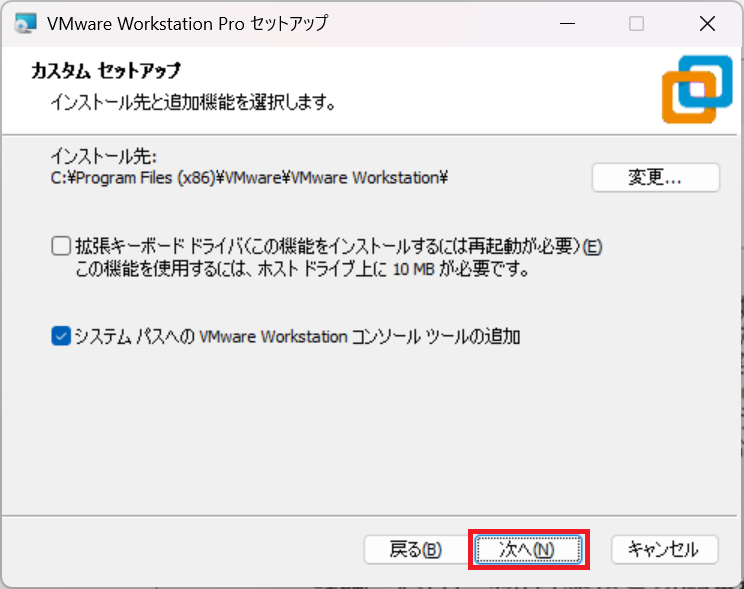 VMware Workstation Pro セットアップ
カスタム セットアップ
インストール先と追加機能を選択します。
インストール先:
C:¥Program Files (x86)¥VMware¥VMware Workstation¥
変更...
拡張キーボード ドライバ(この機能をインストールするには再起動が必要)(E)
この機能を使用するには、ホスト ドライブ上に 10 MB が必要です。
システム パスへの VMware Workstation コンソール ツールの追加
戻る(B)
次へ(N)
キャンセル